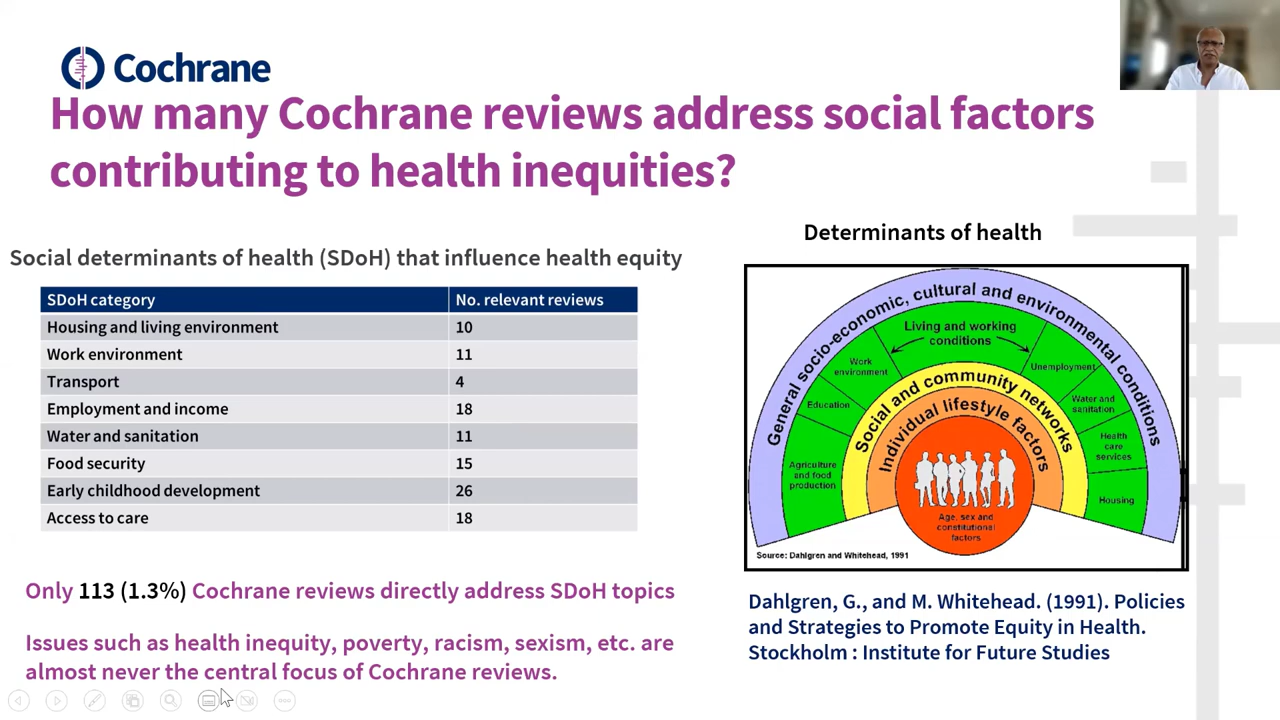 Cochrane
How many Cochrane reviews address social factors
contributing to health inequities?
Social determinants of health (SDoH) that influence health equity
SDoH category No. relevant reviews
Housing and living environment 10
Work environment 11
Transport 4
Employment and income 18
Water and sanitation 11
Food security 15
Early childhood development 26
Access to care 18
Only 113 (1.3%) Cochrane reviews directly address SDoH topics
Issues such as health inequity, poverty, racism, sexism, etc. are
almost never the central focus of Cochrane reviews.
Determinants of health
General socio-economic, cultural and environmental conditions
Living and working
conditions
Work
environment
Unemployment
Education
Water and
sanitation
Social and community networks
Individual lifestyle factors
Agriculture
and food
production
Health
care
services
Housing
Age, sex and
constitutional
factors
Source: Dahlgren and Whitehead, 1991
Dahlgren, G., and M. Whitehead. (1991). Policies
and Strategies to Promote Equity in Health.
Stockholm : Institute for Future Studies